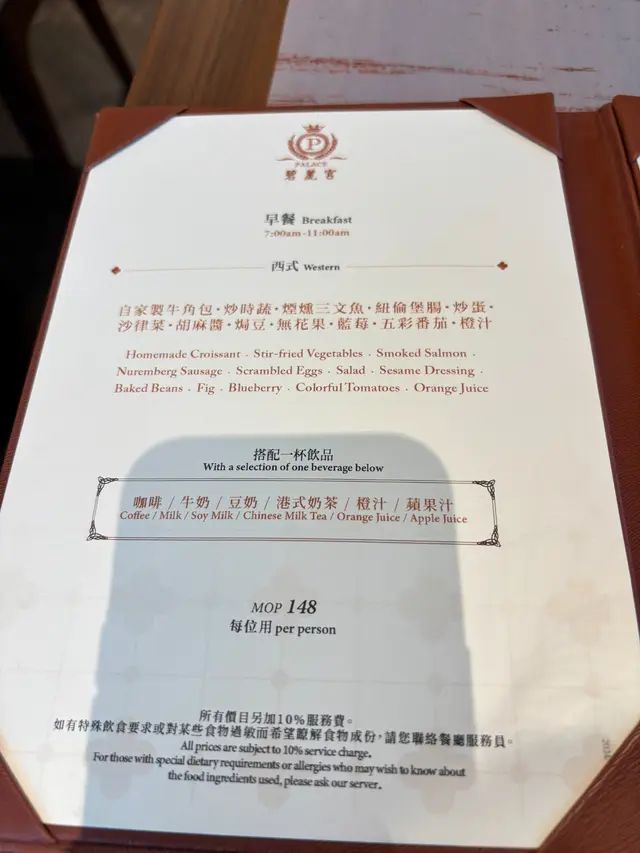 P
PALACE
碧麗宮
早餐 Breakfast
7:00am-11:00am
西式 Western
自家製牛角包·炒時蔬·煙燻三文魚·紐倫堡腸·炒蛋·
沙律菜·胡麻醬·焗豆·無花果·藍莓·五彩番茄·橙汁
Homemade Croissant . Stir-fried Vegetables . Smoked Salmon .
Nuremberg Sausage . Scrambled Eggs . Salad . Sesame Dressing .
Baked Beans . Fig . Blueberry . Colorful Tomatoes . Orange Juice
搭配一杯飲品
With a selection of one beverage below
咖啡 / 牛奶 / 豆奶 / 港式奶茶 / 橙汁 / 蘋果汁
Coffee / Milk / Soy Milk / Chinese Milk Tea / Orange Juice / Apple Juice
MOP 148
每位用 per person
所有價目另加10%服務費。
如有特殊飲食要求或對某些食物過敏而希望瞭解食物成份,請您聯絡餐廳服務員。
All prices are subject to 10% service charge.
For those with special dietary requirements or allergies who may wish to know about
the food ingredients used, please ask our server.